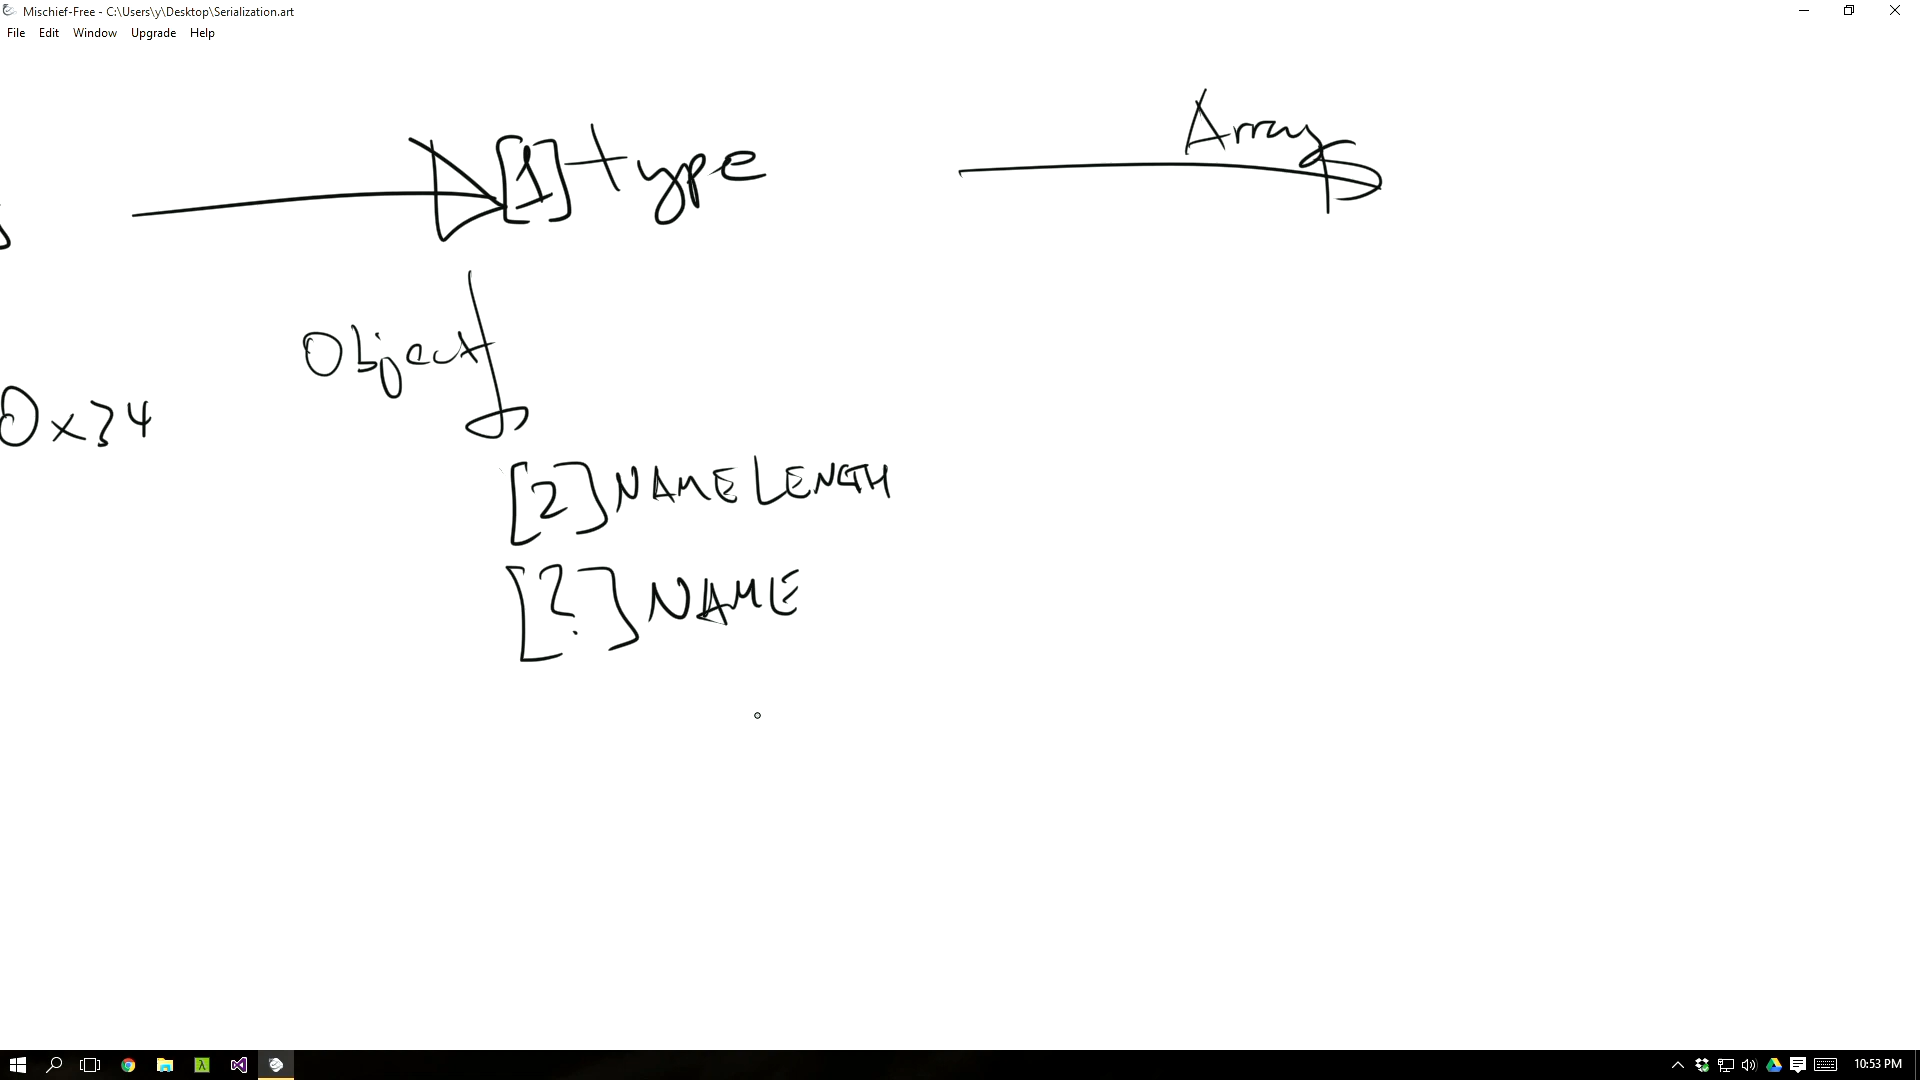 Mischief-Free - C:\Users\y\Desktop\Serialization.art
File Edit Window Upgrade Help
Array
[1] type
Object
0x34
[2] NAME LENGTH
[?] NAME
10:53 PM